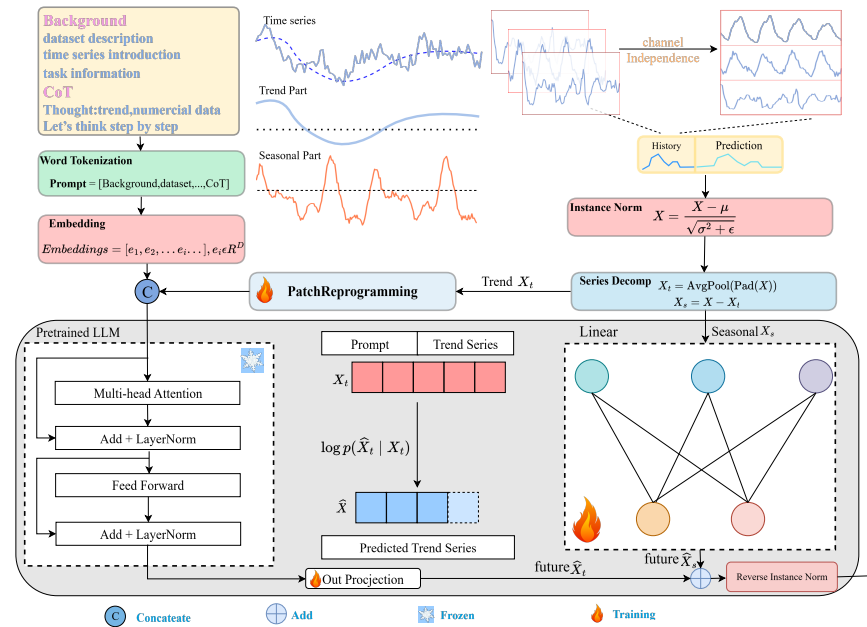 Background
dataset description
time series introduction
task information
CoT
Thought:trend,numercial data
Let's think step by step
Word Tokenization
Prompt = [Background,dataset,...,CoT]
Embedding
Embeddings = [e₁, e₂, ... eᵢ ...], eᵢϵR^D
C
Time series
Trend Part
Seasonal Part
channel
Independence
History
Prediction
Instance Norm
X = (X − μ) / √(σ² + ϵ)
Series Decomp
Xₜ = AvgPool(Pad(X))
Xₛ = X − Xₜ
Trend Xₜ
PatchReprogramming
Seasonal Xₛ
Pretrained LLM
Multi-head Attention
Add + LayerNorm
Feed Forward
Add + LayerNorm
Prompt
Trend Series
Xₜ
log p(X̂ₜ | Xₜ)
X̂
Predicted Trend Series
Linear
Out Procjection
future X̂ₜ
future X̂ₛ
Reverse Instance Norm
C
Concateate
Add
Frozen
Training